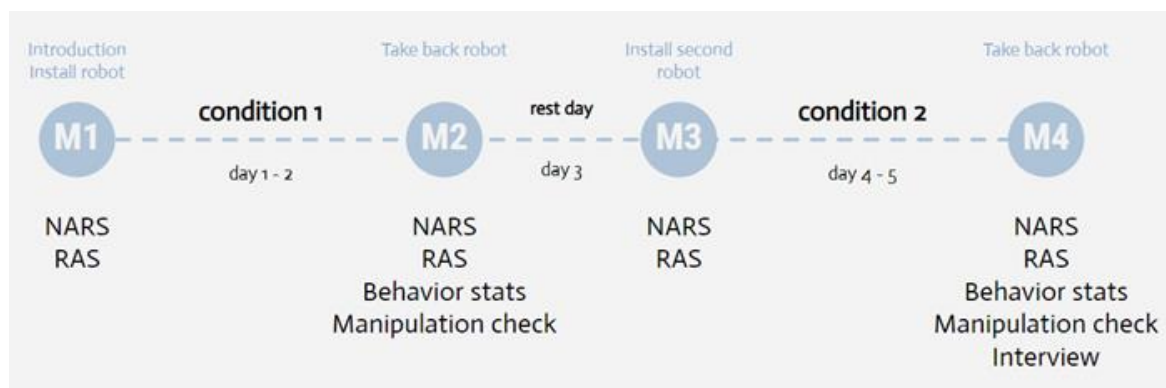 Introduction
Install robot
Take back robot
Install second
robot
Take back robot
condition 1
rest day
condition 2
M1
M2
M3
M4
day 1 - 2
day 3
day 4 - 5
NARS
RAS
NARS
RAS
Behavior stats
Manipulation check
NARS
RAS
NARS
RAS
Behavior stats
Manipulation check
Interview